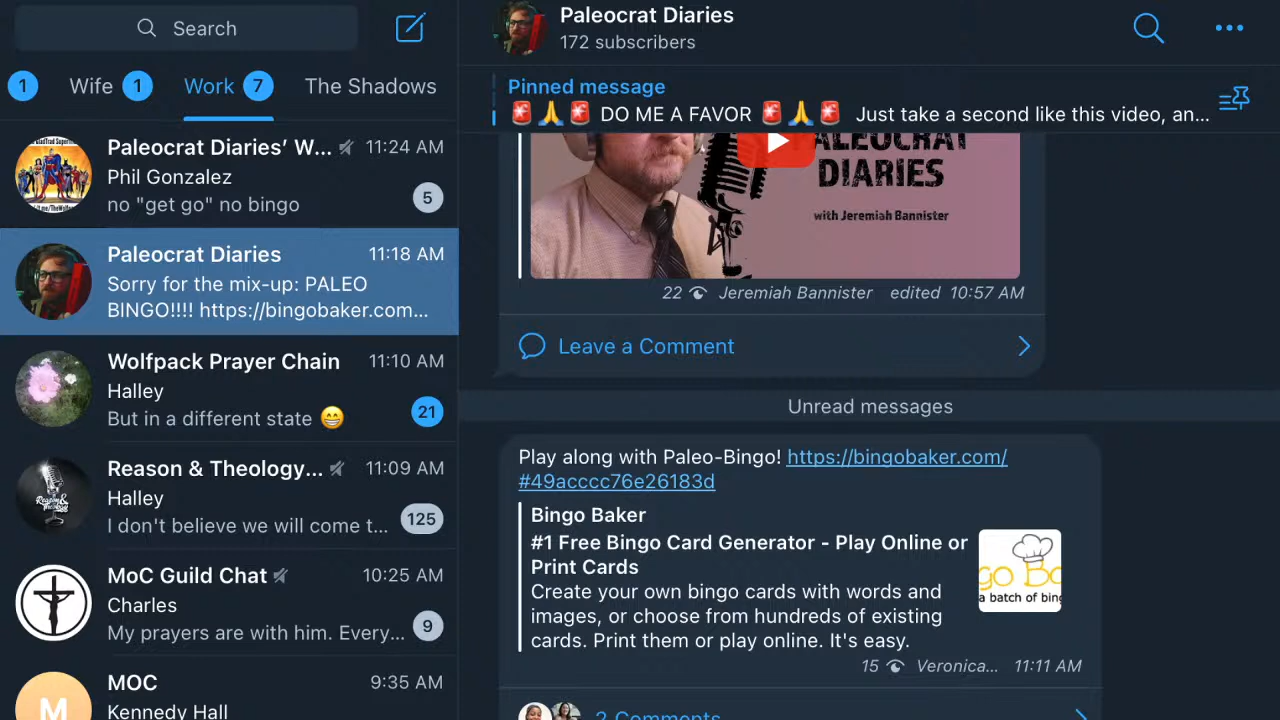 Search
1
Wife 1
Work 7
The Shadows
Paleocrat Diaries' W... 11:24 AM
Phil Gonzalez
no "get go" no bingo 5
Paleocrat Diaries 11:18 AM
Sorry for the mix-up: PALEO
BINGO!!!! https://bingobaker.com...
Wolfpack Prayer Chain 11:10 AM
Halley
But in a different state 😁 21
Reason & Theology... 11:09 AM
Halley
I don't believe we will come t... 125
MoC Guild Chat 10:25 AM
Charles
My prayers are with him. Every... 9
MOC 9:35 AM
M
Kennedy Hall
Paleocrat Diaries
172 subscribers
Pinned message
🚨🙏🚨 DO ME A FAVOR 🚨🙏🚨 Just take a second like this video, an...
PALEOCRAT
DIARIES
with Jeremiah Bannister
22 Jeremiah Bannister edited 10:57 AM
Leave a Comment
Unread messages
Play along with Paleo-Bingo! https://bingobaker.com/
#49acccc76e26183d
Bingo Baker
#1 Free Bingo Card Generator - Play Online or
Print Cards
Create your own bingo cards with words and
images, or choose from hundreds of existing
cards. Print them or play online. It's easy.
go Ba
a batch of bing
15 Veronica... 11:11 AM
2 Comments